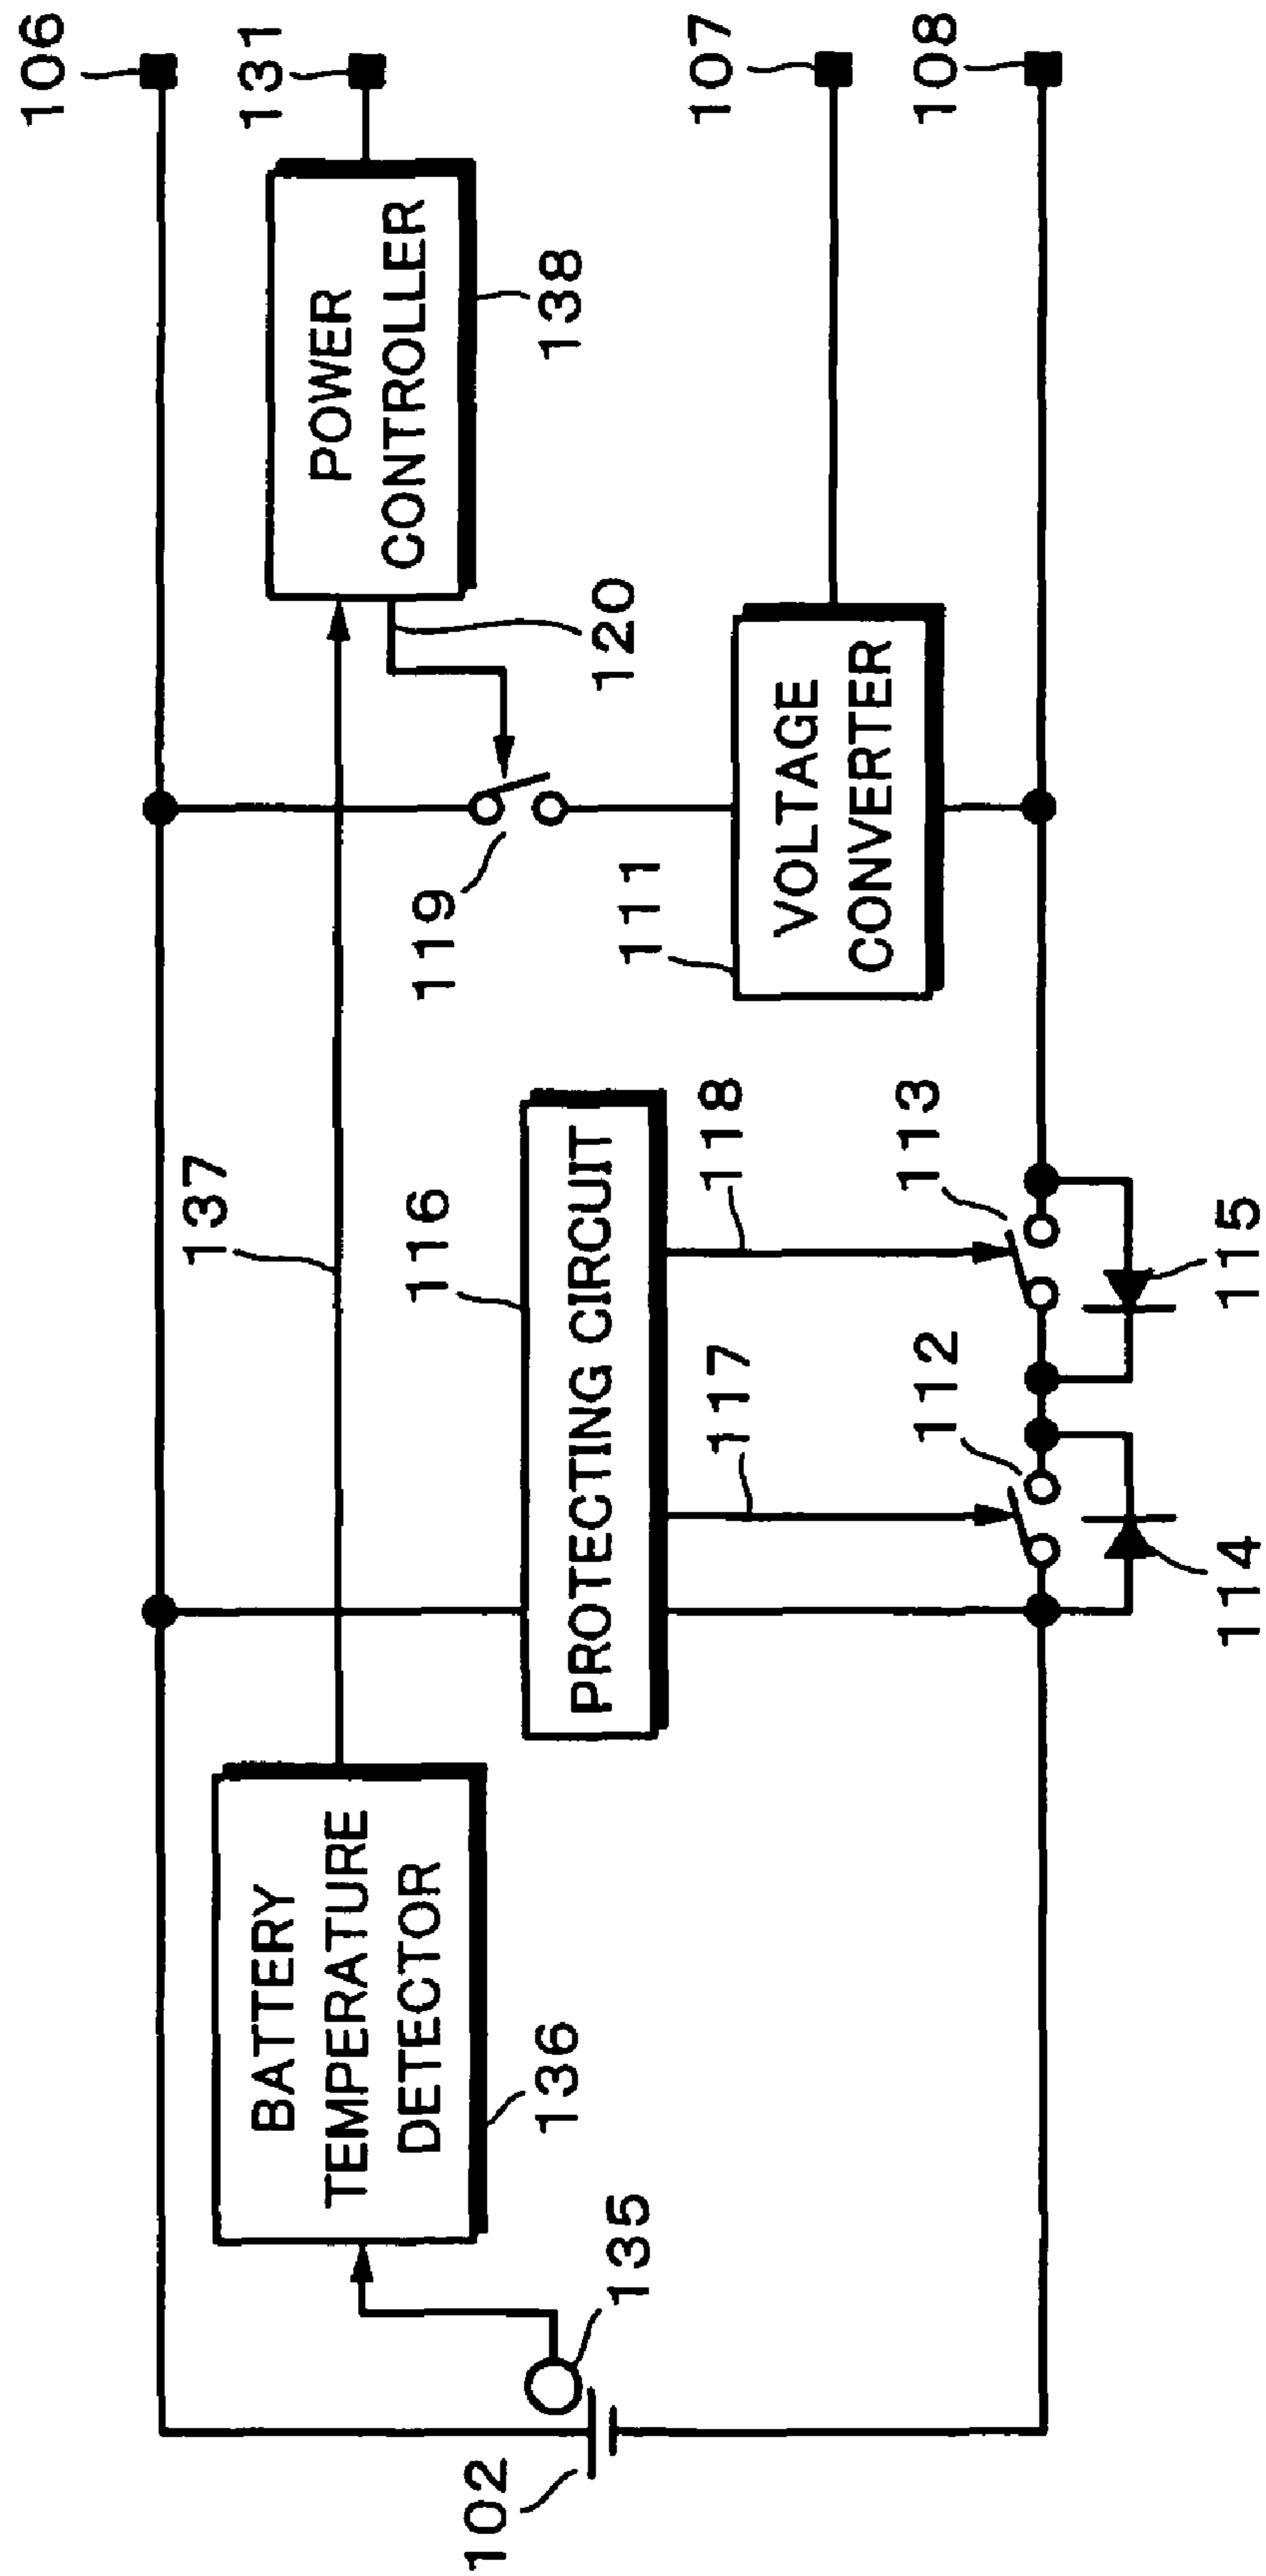 106
131
107
108
POWER
CONTROLLER
138
120
119
111
VOLTAGE
CONVERTER
137
116
PROTECTING CIRCUIT
118
113
117
112
115
114
BATTERY
TEMPERATURE
DETECTOR
136
135
102